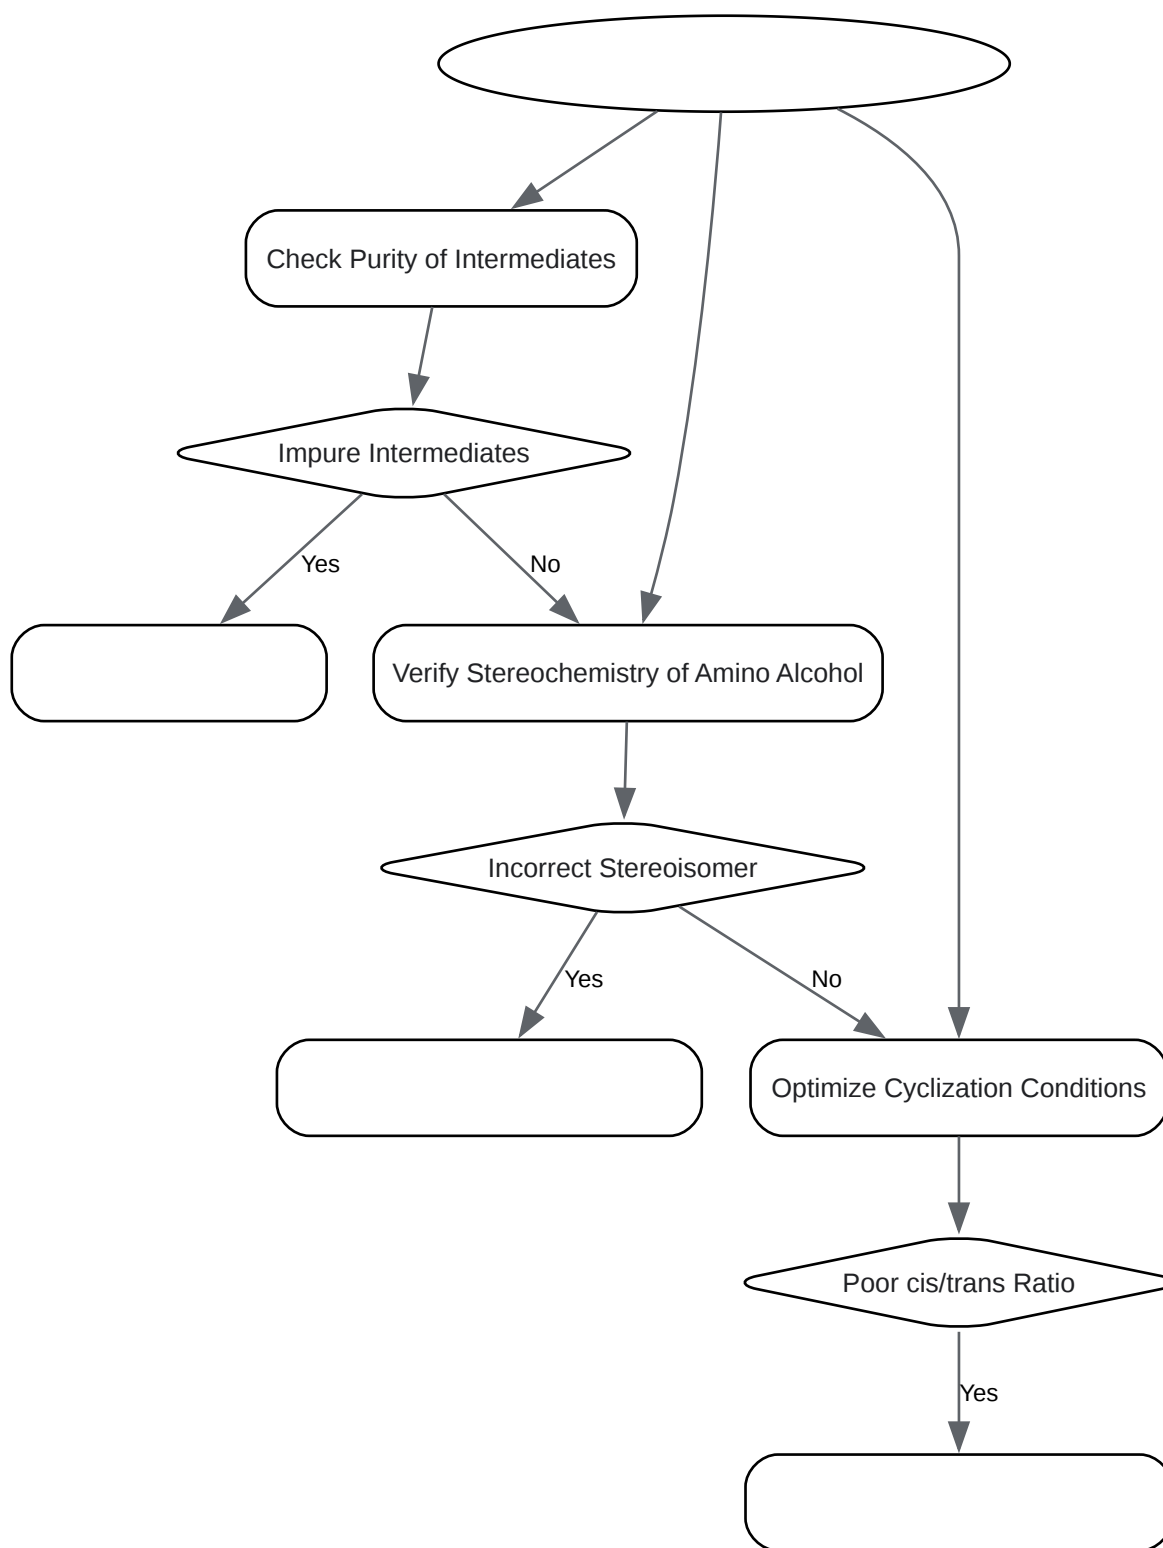 Check Purity of Intermediates
Impure Intermediates
Yes
No
Verify Stereochemistry of Amino Alcohol
Incorrect Stereoisomer
Yes
No
Optimize Cyclization Conditions
Poor cis/trans Ratio
Yes